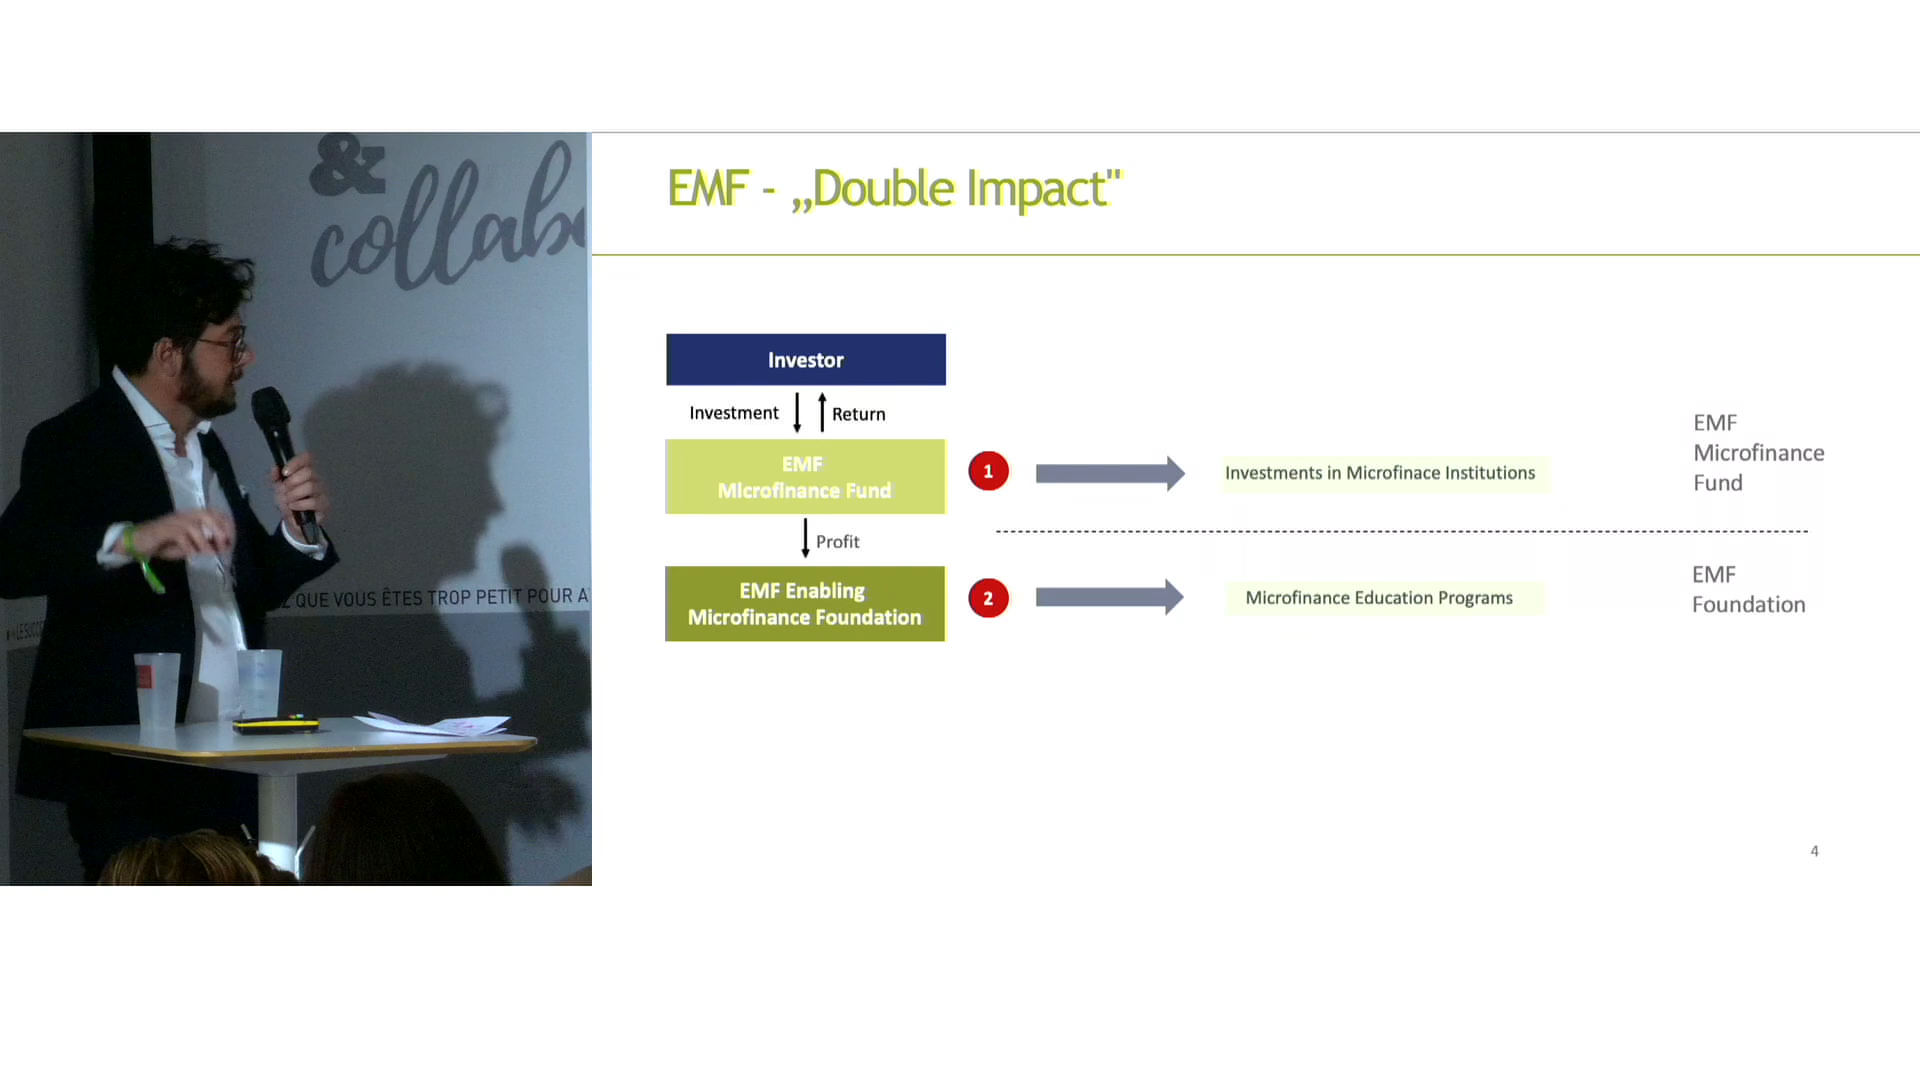 &
collab
Z QUE VOUS ÊTES TROP PETIT POUR A
EMF - „Double Impact"
Investor
Investment
Return
EMF
Microfinance Fund
Profit
EMF Enabling
Microfinance Foundation
1
Investments in Microfinace Institutions
EMF
Microfinance
Fund
2
Microfinance Education Programs
EMF
Foundation
4